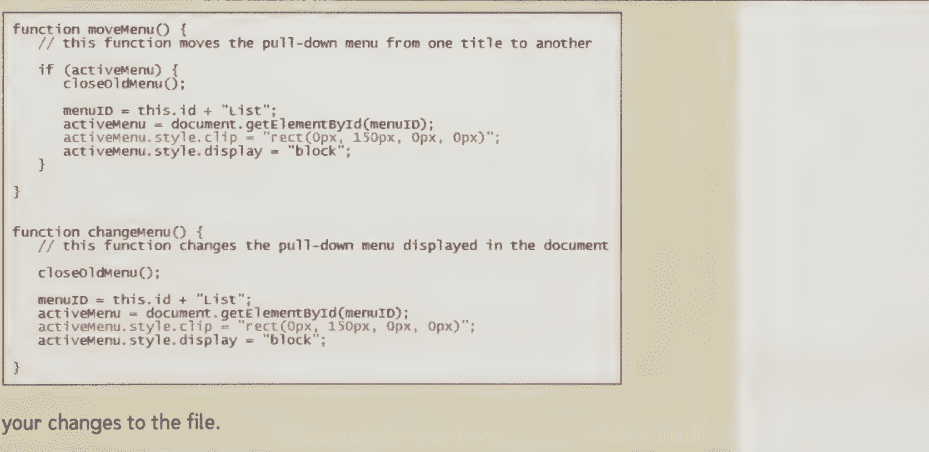 function moveMenu() {
// this function moves the pull-down menu from one title to another
if (activeMenu) {
closeOldMenu();
menuID = this.id + "List";
activeMenu = document.getElementById(menuID);
activeMenu.style.clip = "rect(0px, 150px, 0px, 0px)";
activeMenu.style.display = "block";
}
}
function changeMenu() {
// this function changes the pull-down menu displayed in the document
closeOldMenu();
menuID = this.id + "List";
activeMenu = document.getElementById(menuID);
activeMenu.style.clip = "rect(0px, 150px, 0px, 0px)";
activeMenu.style.display = "block";
}
your changes to the file.